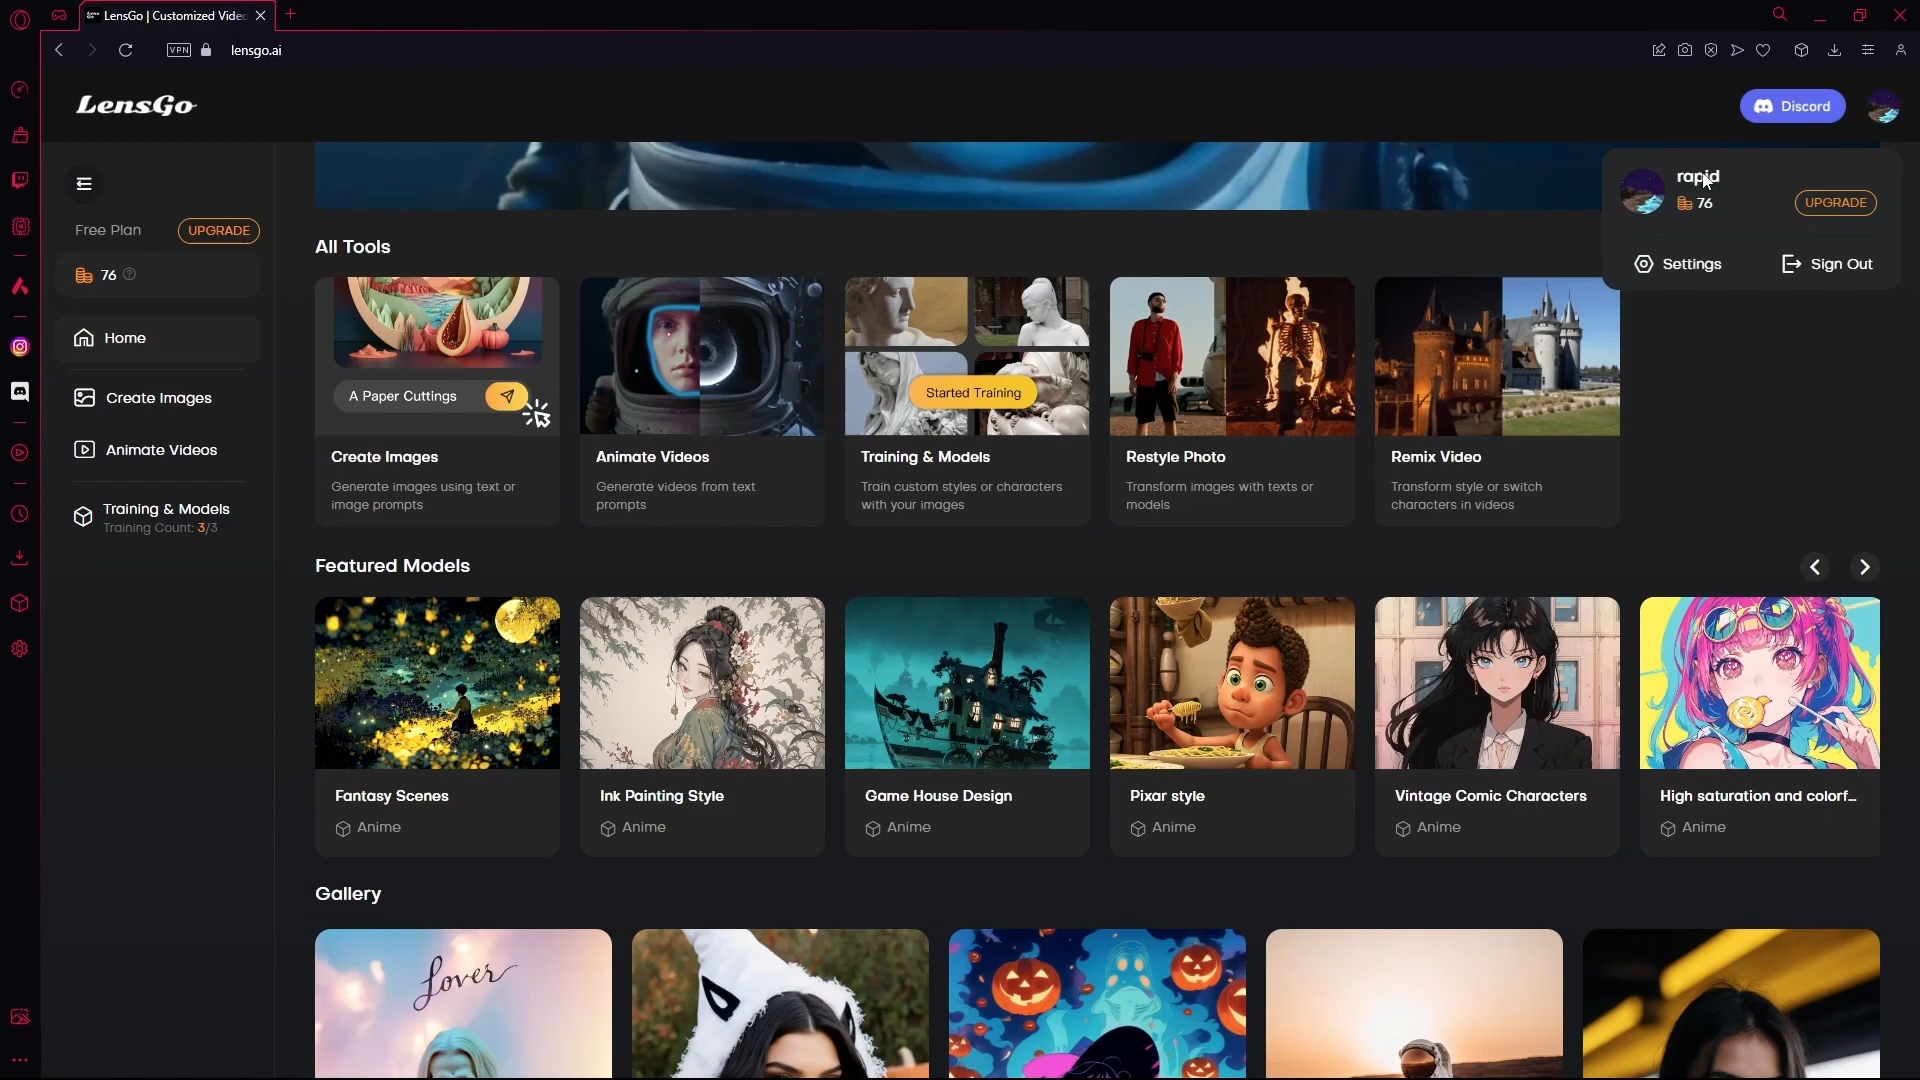 LensGo | Customized Video
VPN
lensgo.ai
LensGo
Discord
rapid
76
UPGRADE
Settings
Sign Out
Free Plan
UPGRADE
76
Home
Create Images
Animate Videos
Training & Models
Training Count: 3/3
All Tools
A Paper Cuttings
Create Images
Generate images using text or
image prompts
Animate Videos
Generate videos from text
prompts
Started Training
Training & Models
Train custom styles or characters
with your images
Restyle Photo
Transform images with texts or
models
Remix Video
Transform style or switch
characters in videos
Featured Models
Fantasy Scenes
Anime
Ink Painting Style
Anime
Game House Design
Anime
Pixar style
Anime
Vintage Comic Characters
Anime
High saturation and colorf...
Anime
Gallery
Lover